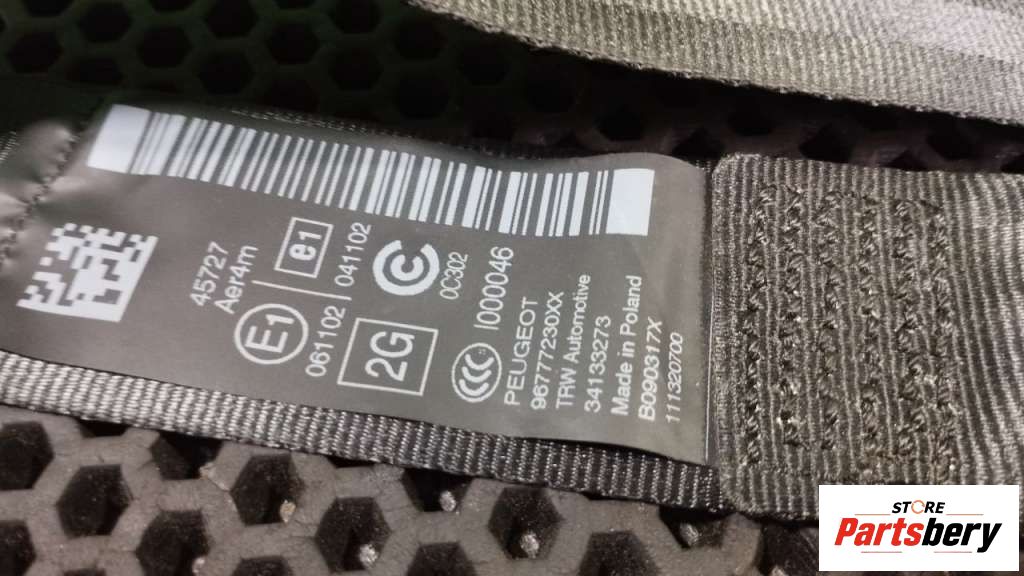 45727
Aer4m
E1 e1
061102 041102
2G C
0C302
I000046
PEUGEOT
96777230XX
TRW Automotive
34133273
Made in Poland
B090317X
111320700
STORE
Partsbery